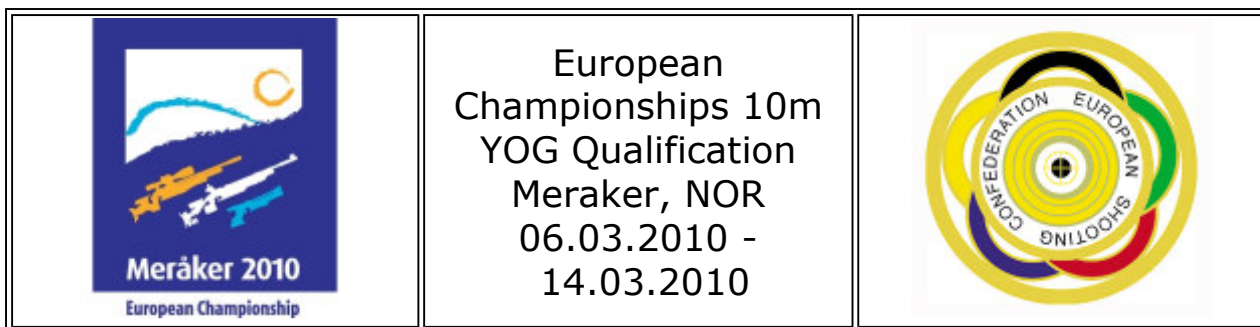 Meråker 2010
European Championship
European
Championships 10m
YOG Qualification
Meraker, NOR
06.03.2010 -
14.03.2010
EUROPEAN SHOOTING CONFEDERATION